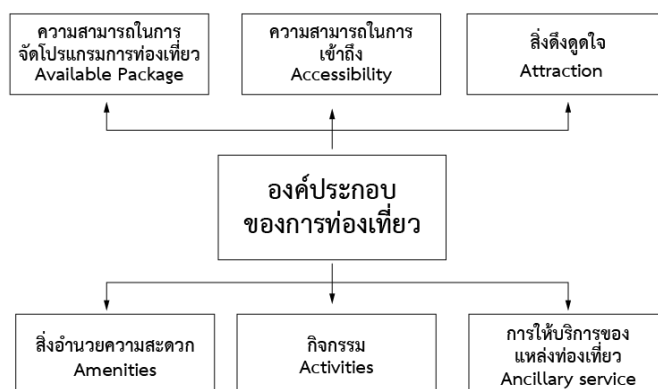 ความสามารถในการ
จัดโปรแกรมการท่องเที่ยว
Available Package
ความสามารถในการ
เข้าถึง
Accessibility
สิ่งดึงดูดใจ
Attraction
องค์ประกอบ
ของการท่องเที่ยว
สิ่งอำนวยความสะดวก
Amenities
กิจกรรม
Activities
การให้บริการของ
แหล่งท่องเที่ยว
Ancillary service